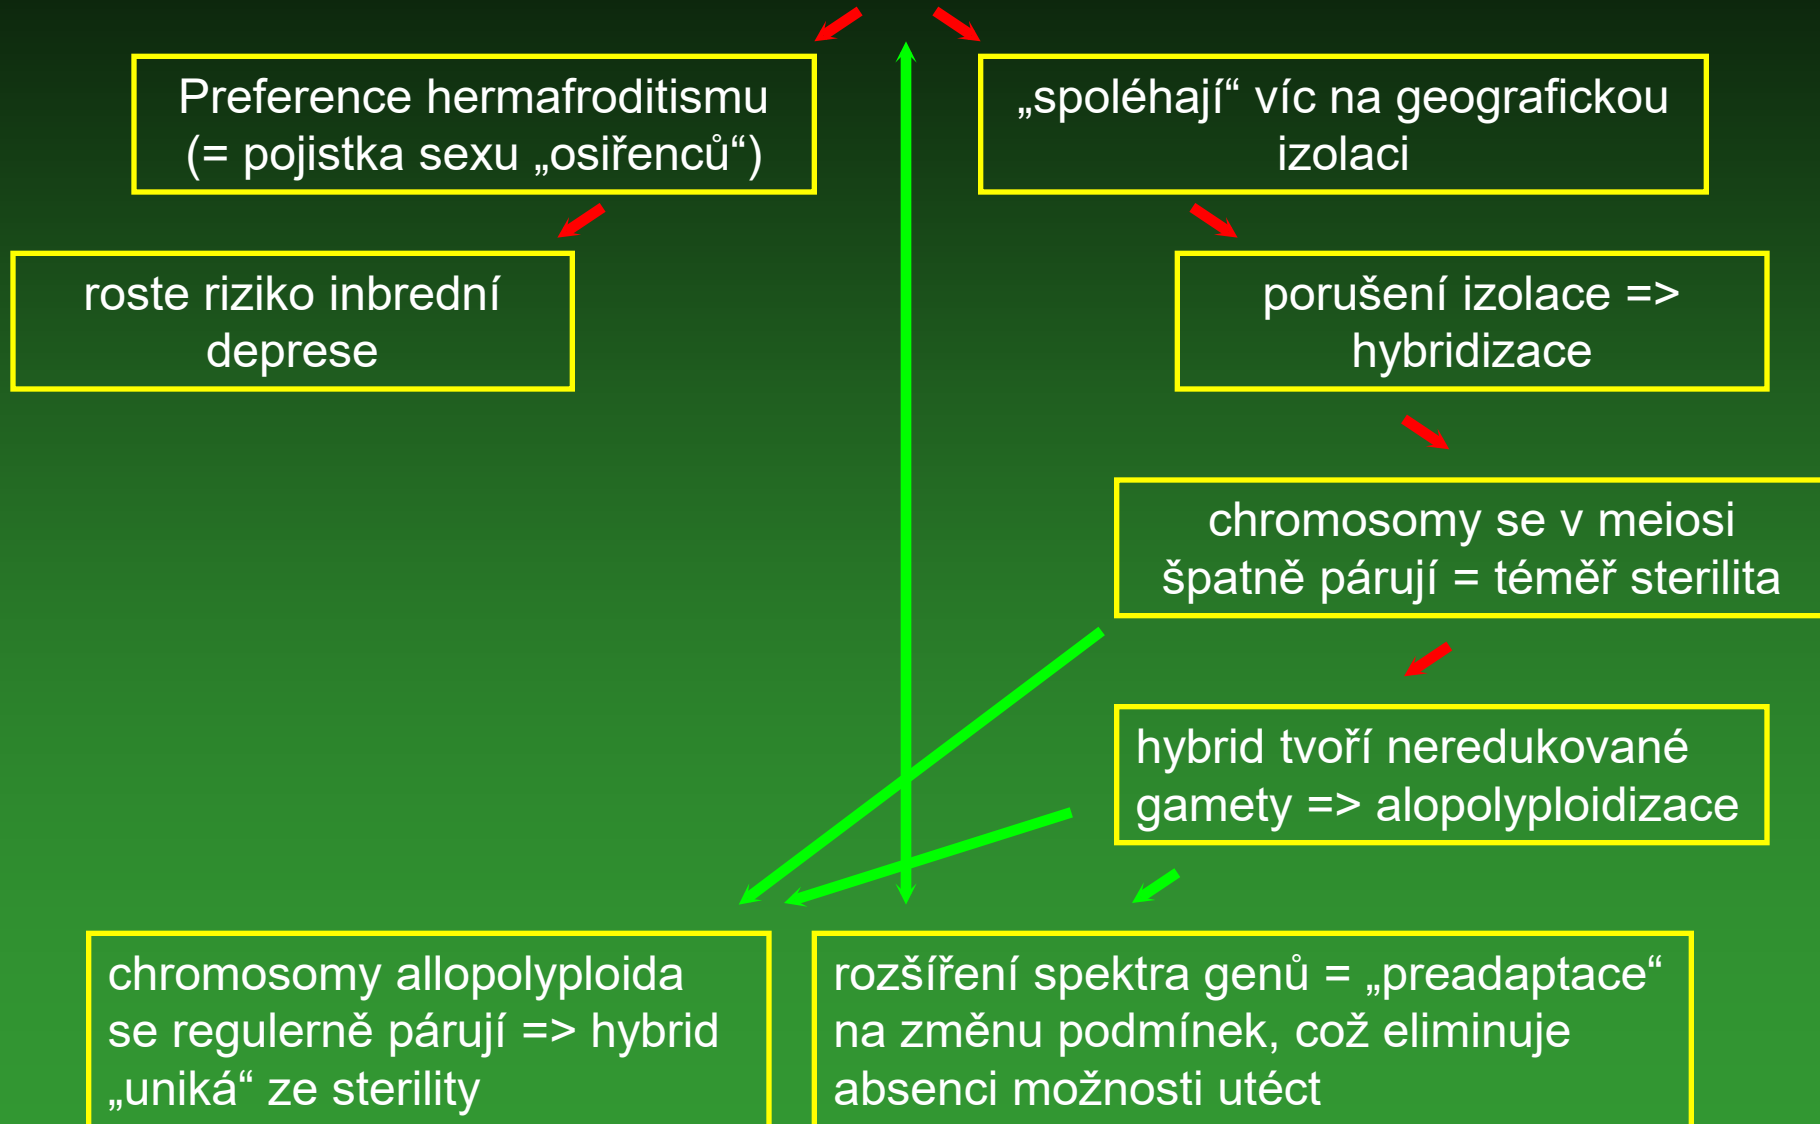 Preference hermafroditismu
(= pojistka sexu „osiřenců“)
„spoléhají“ víc na geografickou
izolaci
roste riziko inbrední
deprese
porušení izolace =>
hybridizace
chromosomy se v meiosi
špatně párují = téměř sterilita
hybrid tvoří neredukované
gamety => alopolyploidizace
chromosomy allopolyploida
se regulerně párují => hybrid
„uniká“ ze sterility
rozšíření spektra genů = „preadaptace“
na změnu podmínek, což eliminuje
absenci možnosti utéct